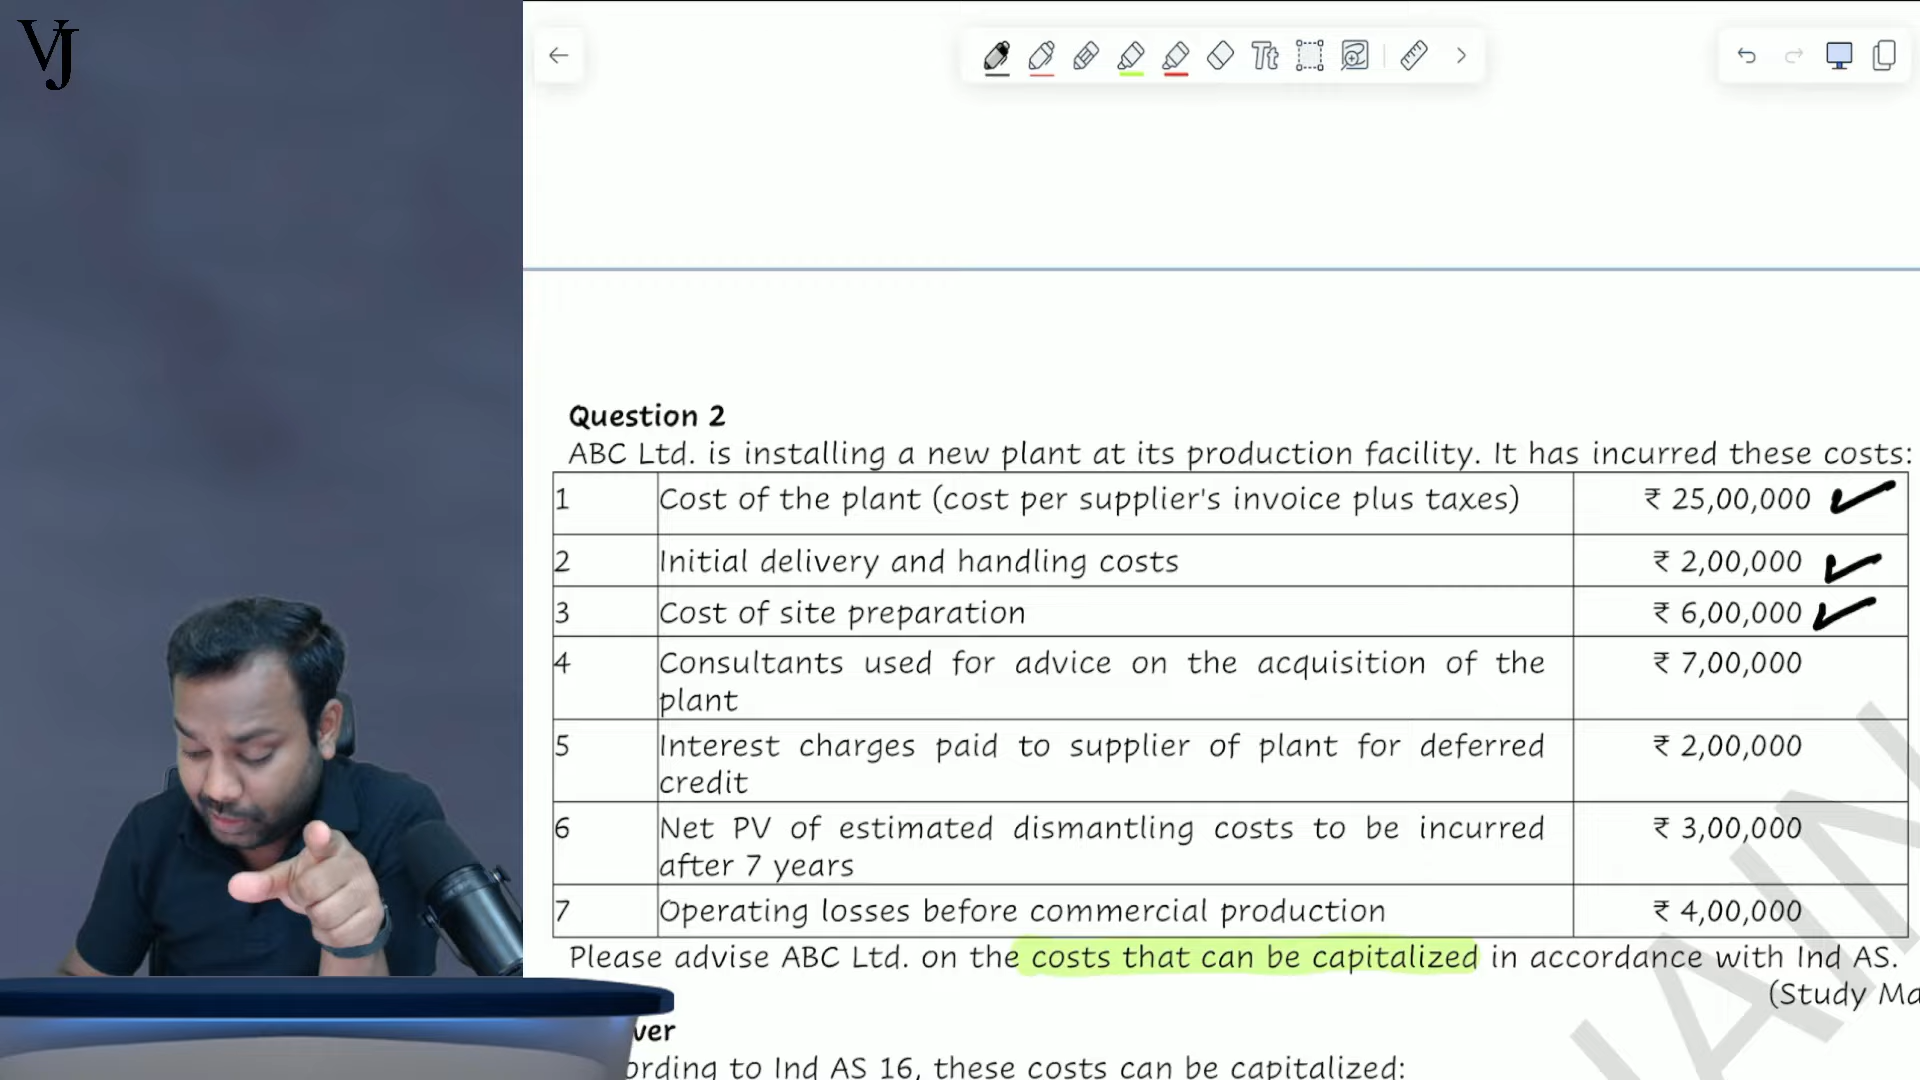 VJ
Tt
Question 2
ABC Ltd. is installing a new plant at its production facility. It has incurred these costs:
1 Cost of the plant (cost per supplier's invoice plus taxes) ₹ 25,00,000
2 Initial delivery and handling costs ₹ 2,00,000
3 Cost of site preparation ₹ 6,00,000
4 Consultants used for advice on the acquisition of the ₹ 7,00,000
plant
5 Interest charges paid to supplier of plant for deferred ₹ 2,00,000
credit
6 Net PV of estimated dismantling costs to be incurred ₹ 3,00,000
after 7 years
7 Operating losses before commercial production ₹ 4,00,000
Please advise ABC Ltd. on the costs that can be capitalized in accordance with Ind AS.
(Study Ma
ver
ording to Ind AS 16, these costs can be capitalized:
JAIN